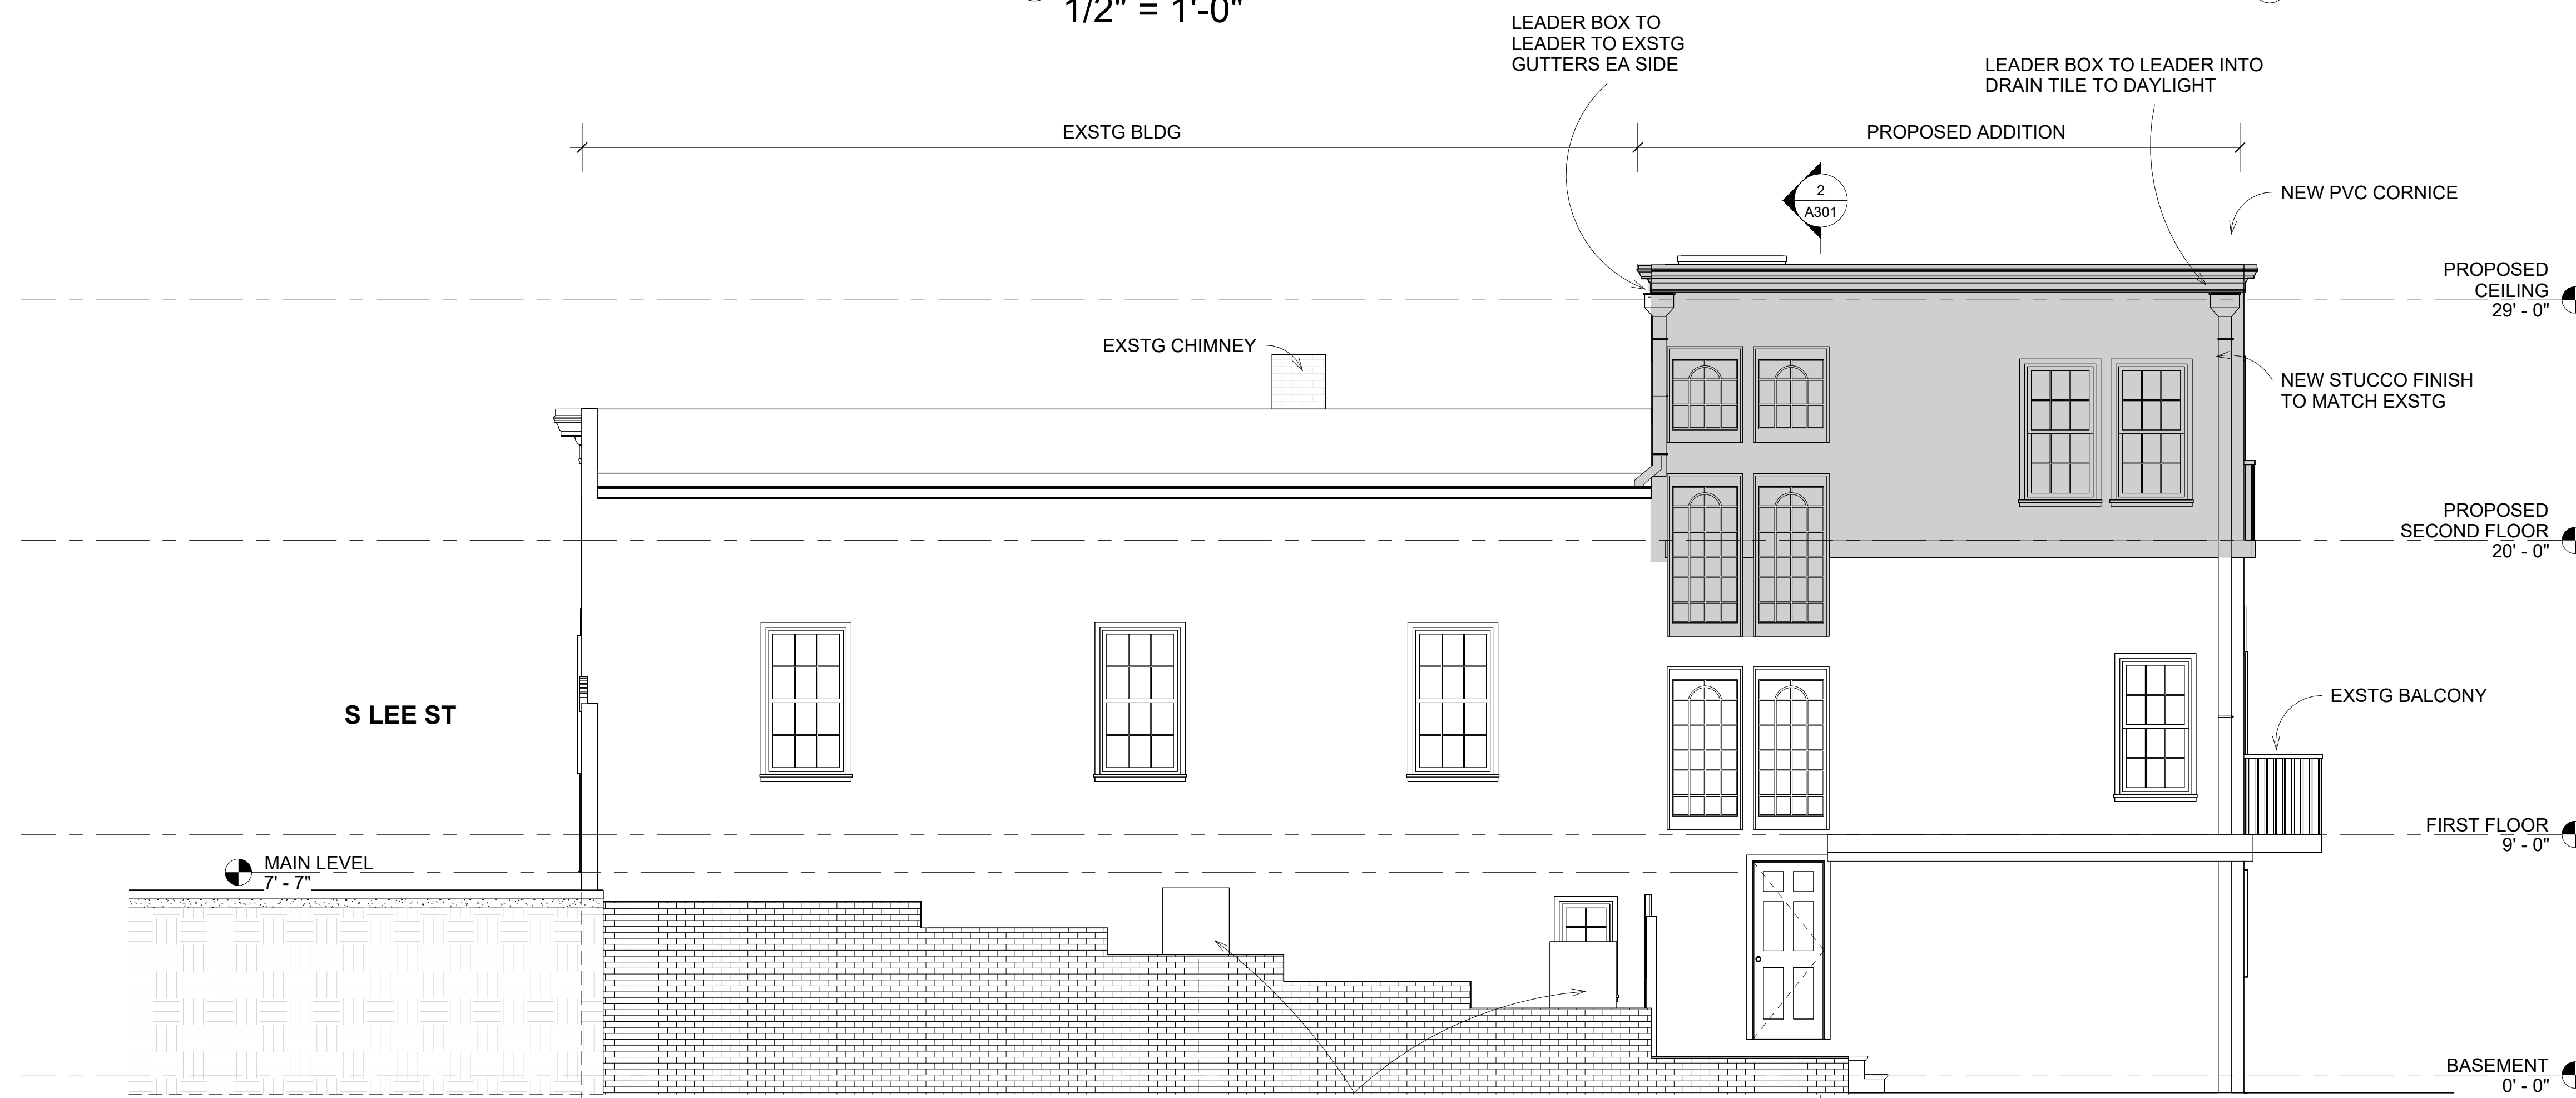 1/2" = 1'-0"
LEADER BOX TO
LEADER TO EXSTG
GUTTERS EA SIDE
LEADER BOX TO LEADER INTO
DRAIN TILE TO DAYLIGHT
EXSTG BLDG
PROPOSED ADDITION
2
A301
NEW PVC CORNICE
PROPOSED
CEILING
29' - 0"
EXSTG CHIMNEY
NEW STUCCO FINISH
TO MATCH EXSTG
PROPOSED
SECOND FLOOR
20' - 0"
S LEE ST
EXSTG BALCONY
FIRST FLOOR
9' - 0"
MAIN LEVEL
7' - 7"
BASEMENT
0' - 0"